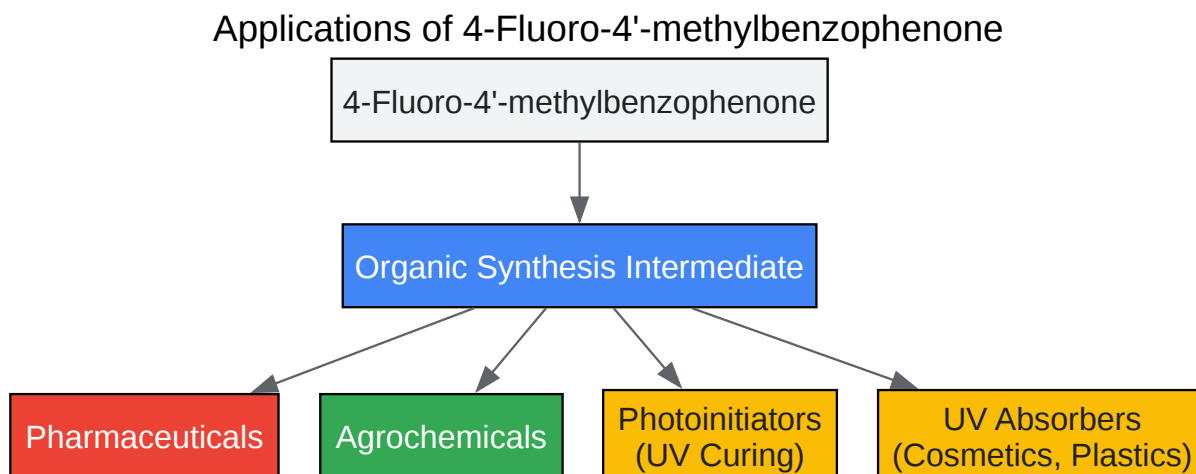 Applications of 4-Fluoro-4'-methylbenzophenone
4-Fluoro-4'-methylbenzophenone
Organic Synthesis Intermediate
Pharmaceuticals
Agrochemicals
Photoinitiators
(UV Curing)
UV Absorbers
(Cosmetics, Plastics)